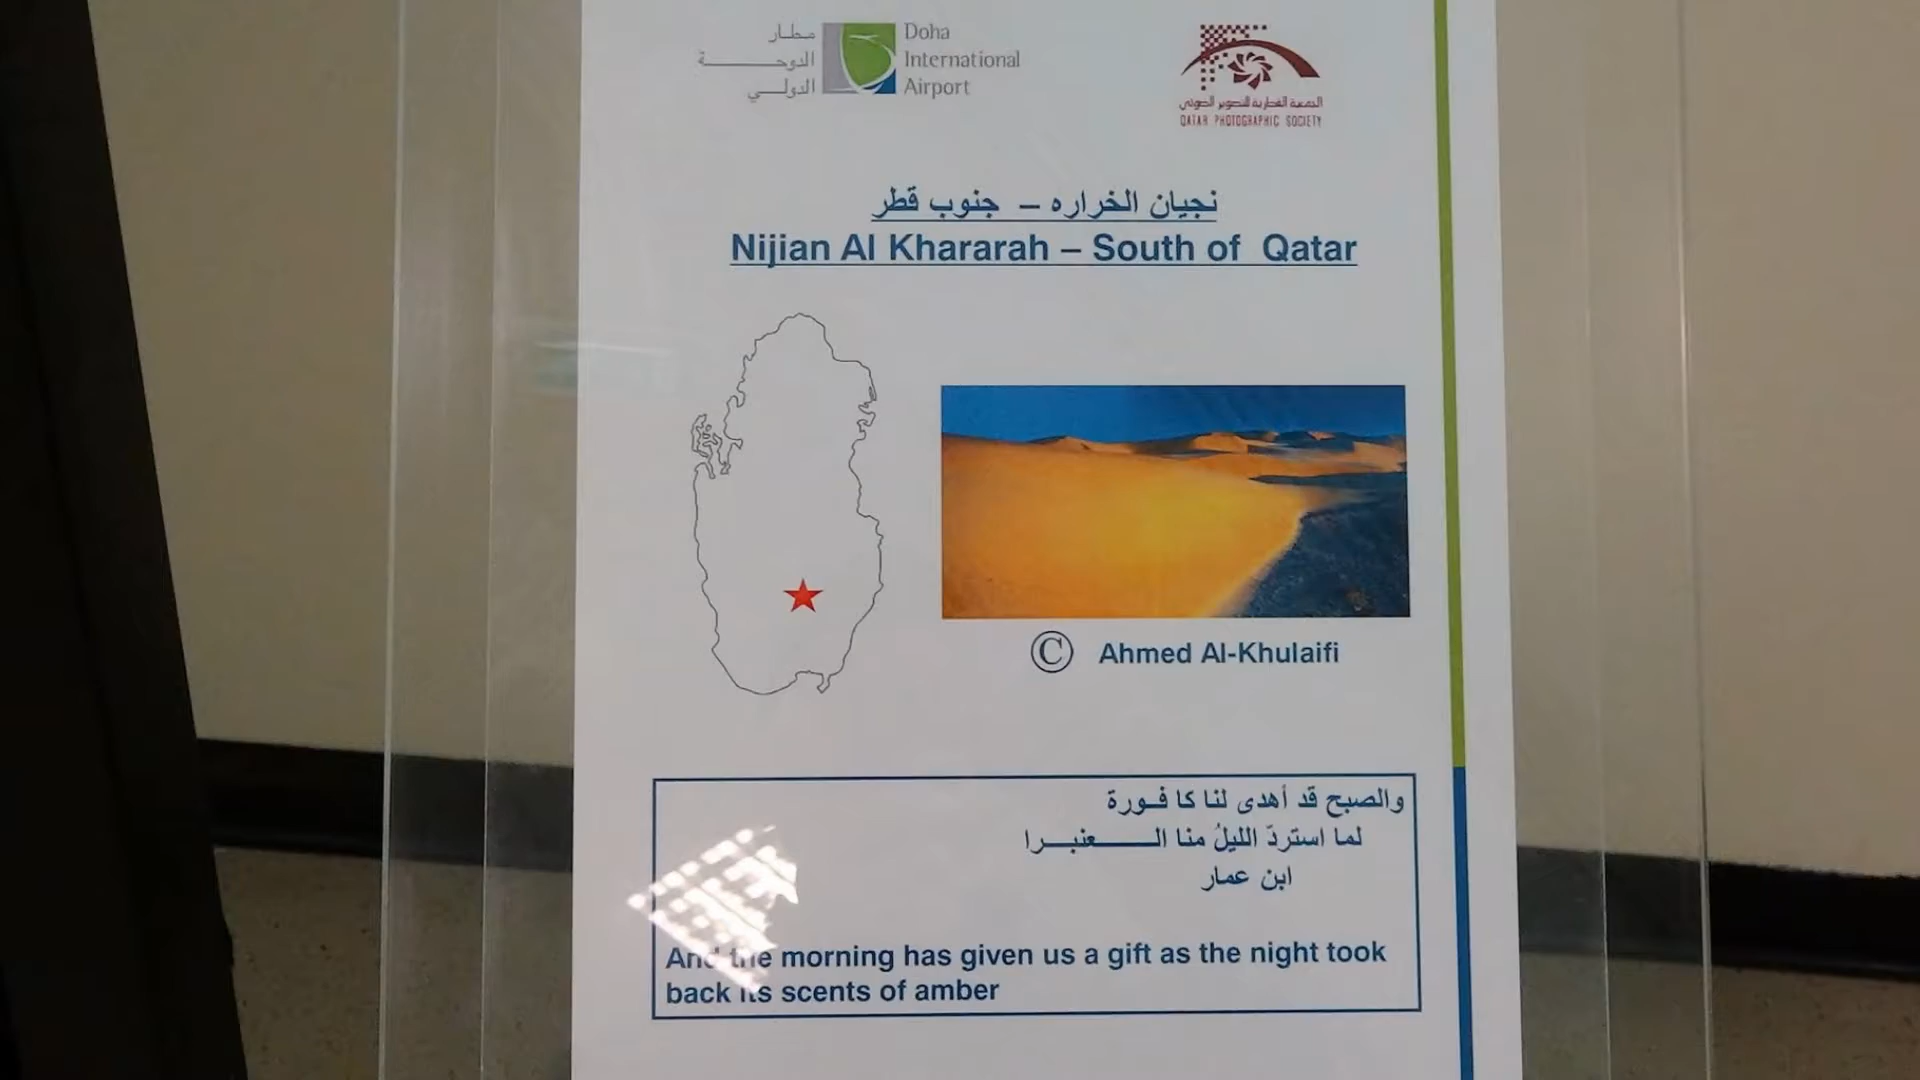 مطار
الدوحة
الدولي
Doha
International
Airport
الجمعية القطرية للتصوير الضوئي
QATAR PHOTOGRAPHIC SOCIETY
نجيان الخراره – جنوب قطر
Nijian Al Khararah – South of Qatar
© Ahmed Al-Khulaifi
والصبح قد أهدى لنا كا فورة
لما استردّ الليلُ منا العنبرا
ابن عمار
And the morning has given us a gift as the night took
back its scents of amber